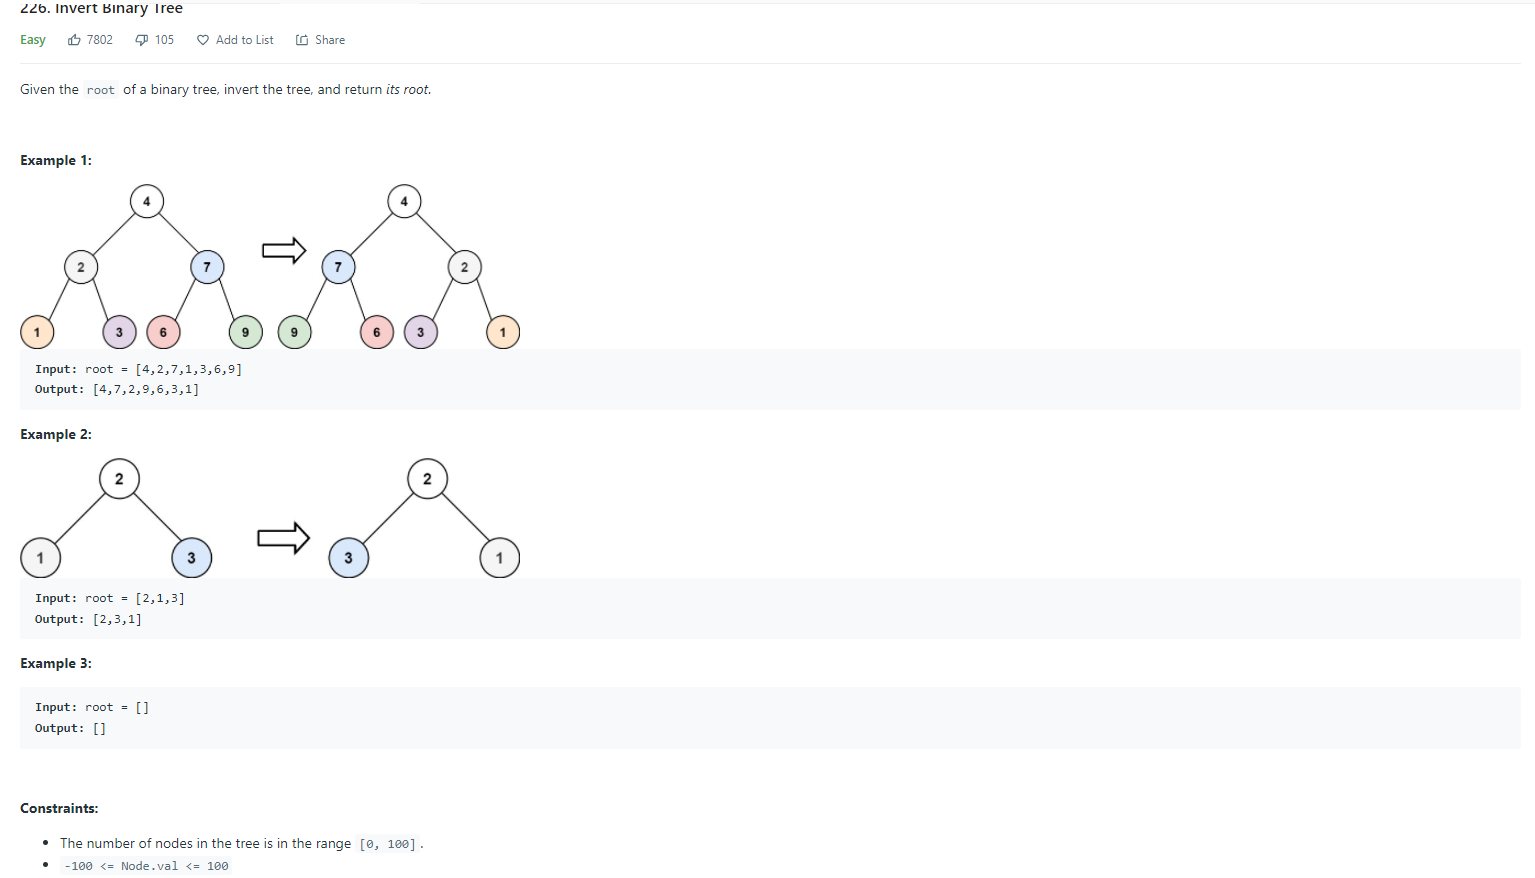 226. Invert Binary Tree
Easy 7802 105 Add to List Share
Given the root of a binary tree, invert the tree, and return its root.
Example 1:
4 4
2 7 7 2
1 3 6 9 9 6 3 1
Input: root = [4,2,7,1,3,6,9]
Output: [4,7,2,9,6,3,1]
Example 2:
2 2
1 3 3 1
Input: root = [2,1,3]
Output: [2,3,1]
Example 3:
Input: root = []
Output: []
Constraints:
• The number of nodes in the tree is in the range [0, 100].
• -100 <= Node.val <= 100